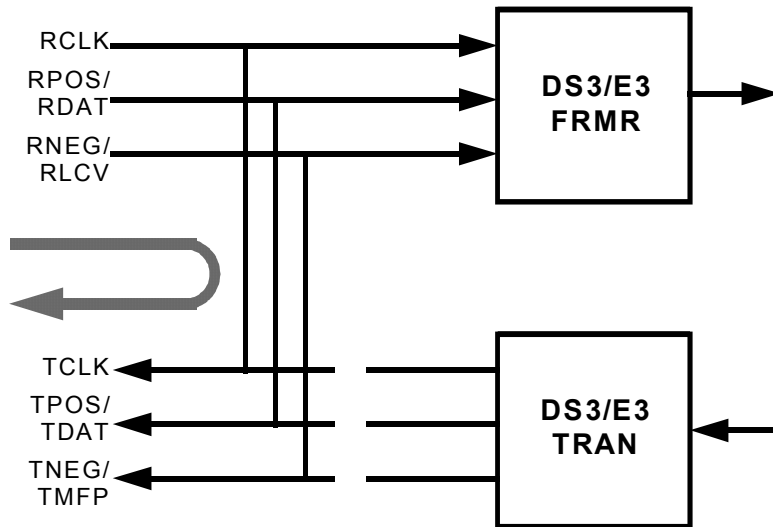 RCLK
RPOS/
RDAT
RNEG/
RLCV
DS3/E3
FRMR
TCLK
TPOS/
TDAT
TNEG/
TMFP
DS3/E3
TRAN